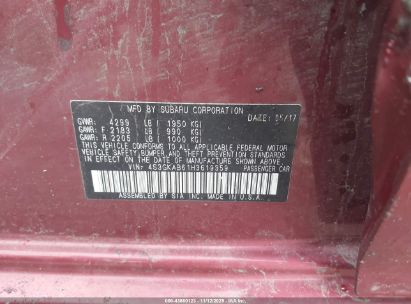 MFD BY SUBARU CORPORATION
DATE: 05/17
GVWR: 4299 LB [ 1950 KG]
GAWR: F 2183 LB [ 990 KG]
GAWR: R 2205 LB [ 1000 KG]
THIS VEHICLE CONFORMS TO ALL APPLICABLE FEDERAL MOTOR
VEHICLE SAFETY, BUMPER, AND THEFT PREVENTION STANDARDS
IN EFFECT ON THE DATE OF MANUFACTURE SHOWN ABOVE.
VIN: 4S3GKAB61H3619359 PASSENGER CAR
MADE BY SIA INC. IN U.S.A.